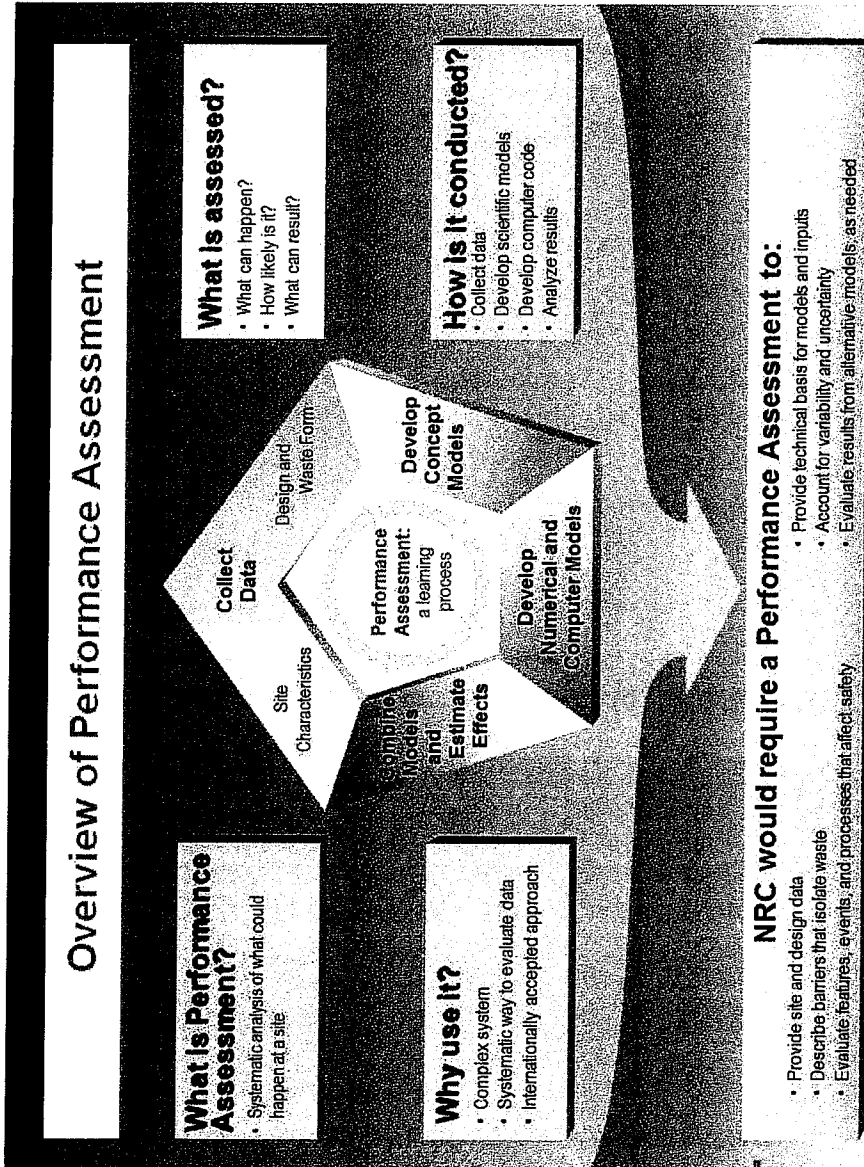 Overview of Performance Assessment
What is Performance
Assessment?
• Systematic analysis of what could
happen at a site
Why use it?
• Complex system
• Systematic way to evaluate data
• Internationally accepted approach
Collect
Data
Site
Characteristics
Design and
Waste Form
Develop
Concept
Models
Develop
Numerical and
Computer Models
Combine
Models
and
Estimate
Effects
Performance
Assessment:
a learning
process
What is assessed?
• What can happen?
• How likely is it?
• What can result?
How is it conducted?
• Collect data
• Develop scientific models
• Develop computer code
• Analyze results
NRC would require a Performance Assessment to:
• Provide site and design data
• Describe barriers that isolate waste
• Evaluate features, events, and processes that affect safety
• Provide technical basis for models and inputs
• Account for variability and uncertainty
• Evaluate results from alternative models, as needed